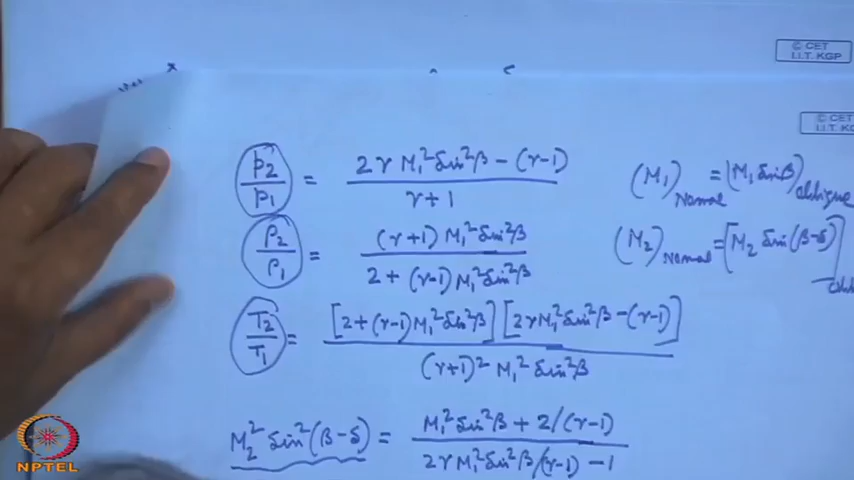 © CET
I.I.T. KGP
© CET
I.I.T. KG
p2/p1 = (2γ M₁² sin²β − (γ−1)) / (γ+1)
(M₁)Normal = (M₁ sinβ)oblique
ρ2/ρ1 = ((γ+1) M₁² sin²β) / (2 + (γ−1) M₁² sin²β)
(M₂)Normal = [M₂ sin(β−δ)]
T2/T1 = [2+(γ−1)M₁² sin²β] [2γM₁² sin²β − (γ−1)] / ((γ+1)² M₁² sin²β)
M₂² sin²(β−δ) = (M₁² sin²β + 2/(γ−1)) / (2γM₁² sin²β/(γ−1) − 1)
NPTEL